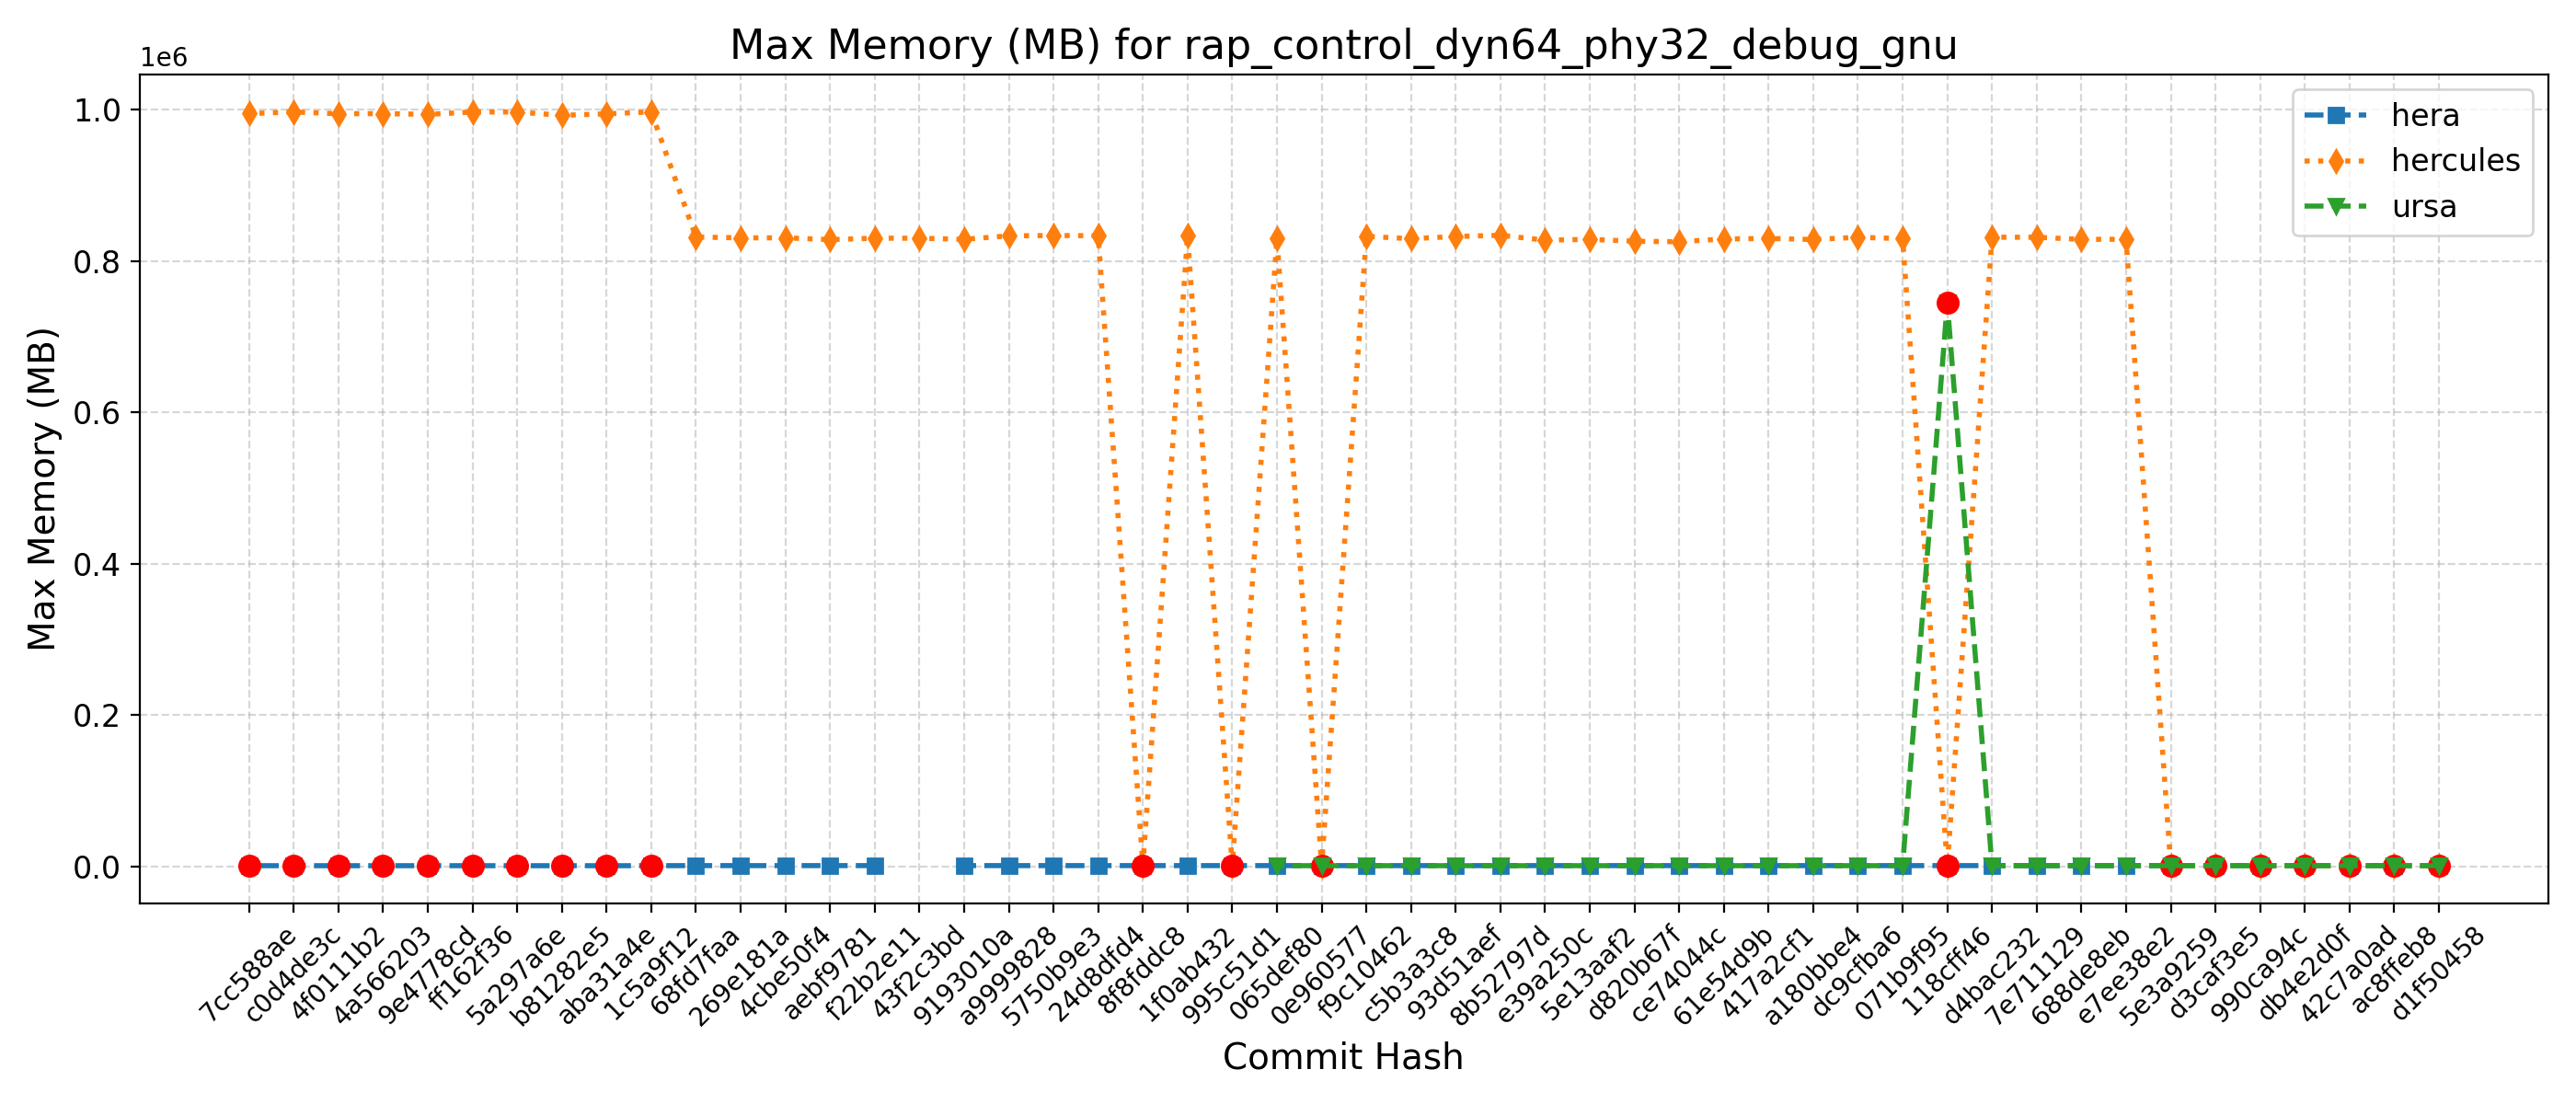 Max Memory (MB) for rap_control_dyn64_phy32_debug_gnu
1e6
1.0
0.8
0.6
0.4
0.2
0.0
Max Memory (MB)
hera
hercules
ursa
7cc588ae
c0d4de3c
4f0111b2
4a566203
9e4778cd
ff162f36
5a297a6e
b81282e5
aba31a4e
1c5a9f12
68fd7faa
269e181a
4cbe50f4
aebf9781
f22b2e11
43f2c3bd
9193010a
a9999828
5750b9e3
24d8dfd4
8f8fddc8
1f0ab432
995c51d1
065def80
0e960577
f9c10462
c5b3a3c8
93d51aef
8b52797d
e39a250c
5e13aaf2
d820b67f
ce74044c
61e54d9b
417a2cf1
a180bbe4
dc9cfba6
071b9f95
118cff46
d4bac232
7e711129
688de8eb
e7ee38e2
5e3a9259
d3caf3e5
990ca94c
db4e2d0f
42c7a0ad
ac8ffeb8
d1f50458
Commit Hash